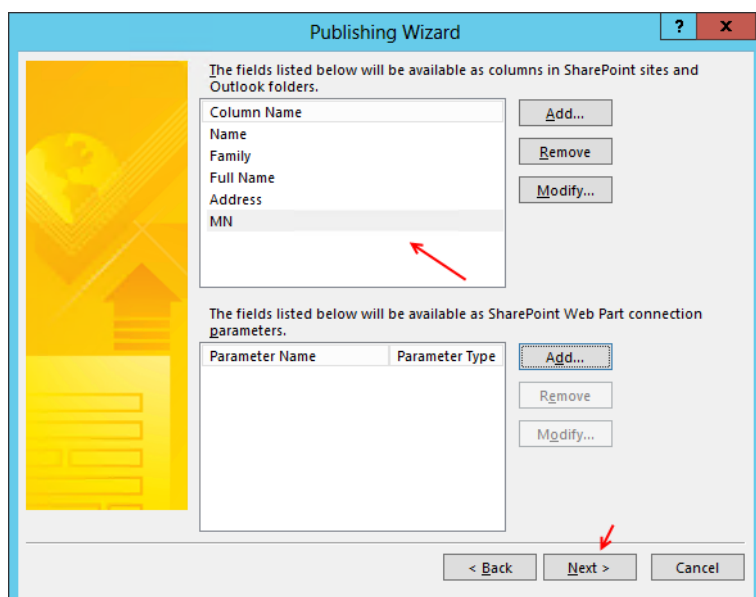 Publishing Wizard
? x
The fields listed below will be available as columns in SharePoint sites and
Outlook folders.
Column Name
Name
Family
Full Name
Address
MN
Add...
Remove
Modify...
The fields listed below will be available as SharePoint Web Part connection
parameters.
Parameter Name Parameter Type
Add...
Remove
Modify...
< Back Next > Cancel